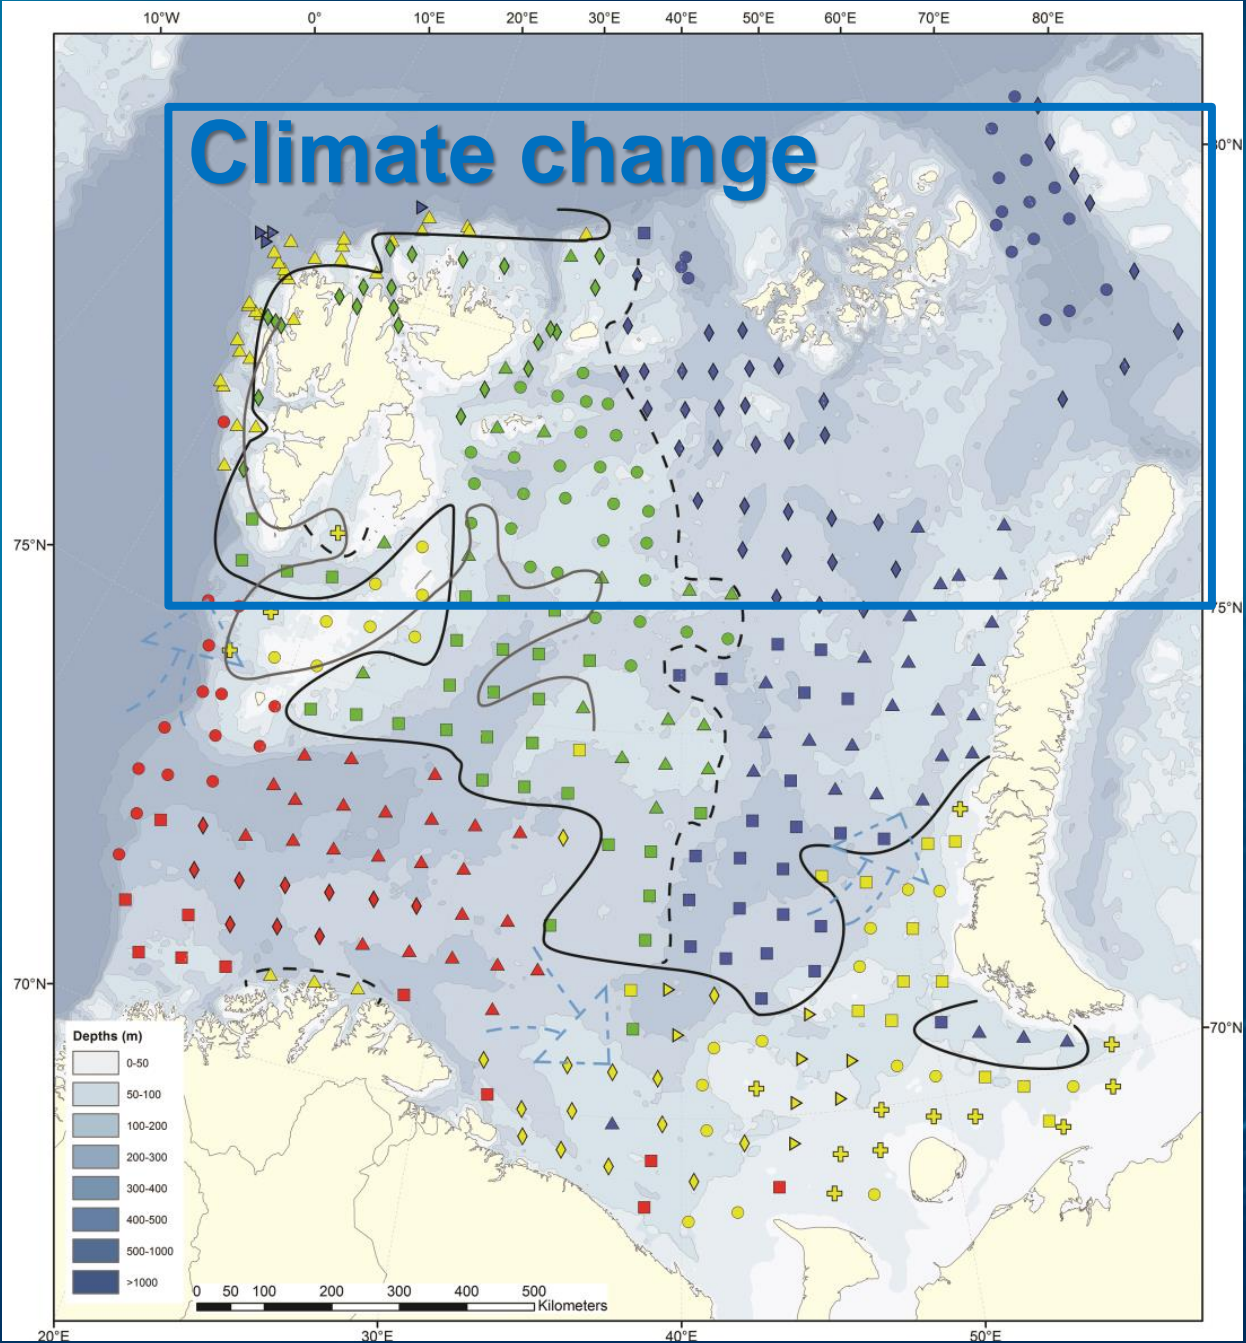 10°W 0° 10°E 20°E 30°E 40°E 50°E 60°E 70°E 80°E
Climate change
80°N
75°N
75°N
70°N
70°N
Depths (m)
0-50
50-100
100-200
200-300
300-400
400-500
500-1000
>1000
0 50 100 200 300 400 500
Kilometers
20°E 30°E 40°E 50°E